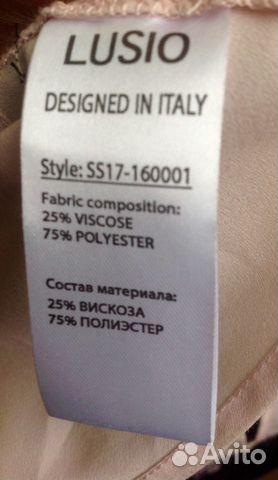 LUSIO
DESIGNED IN ITALY
Style: SS17-160001
Fabric composition:
25% VISCOSE
75% POLYESTER
Состав материала:
25% ВИСКОЗА
75% ПОЛИЭСТЕР
Avito